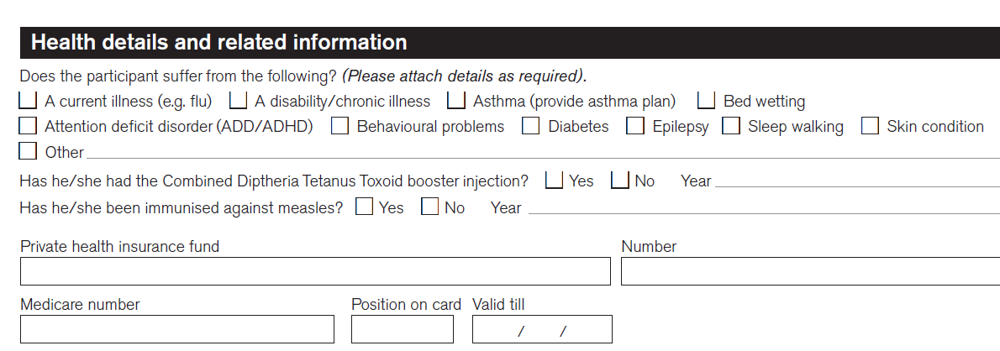 Health details and related information
Does the participant suffer from the following? (Please attach details as required).
A current illness (e.g. flu) A disability/chronic illness Asthma (provide asthma plan) Bed wetting
Attention deficit disorder (ADD/ADHD) Behavioural problems Diabetes Epilepsy Sleep walking Skin condition
Other
Has he/she had the Combined Diptheria Tetanus Toxoid booster injection? Yes No Year
Has he/she been immunised against measles? Yes No Year
Private health insurance fund Number
Medicare number Position on card Valid till
/ /